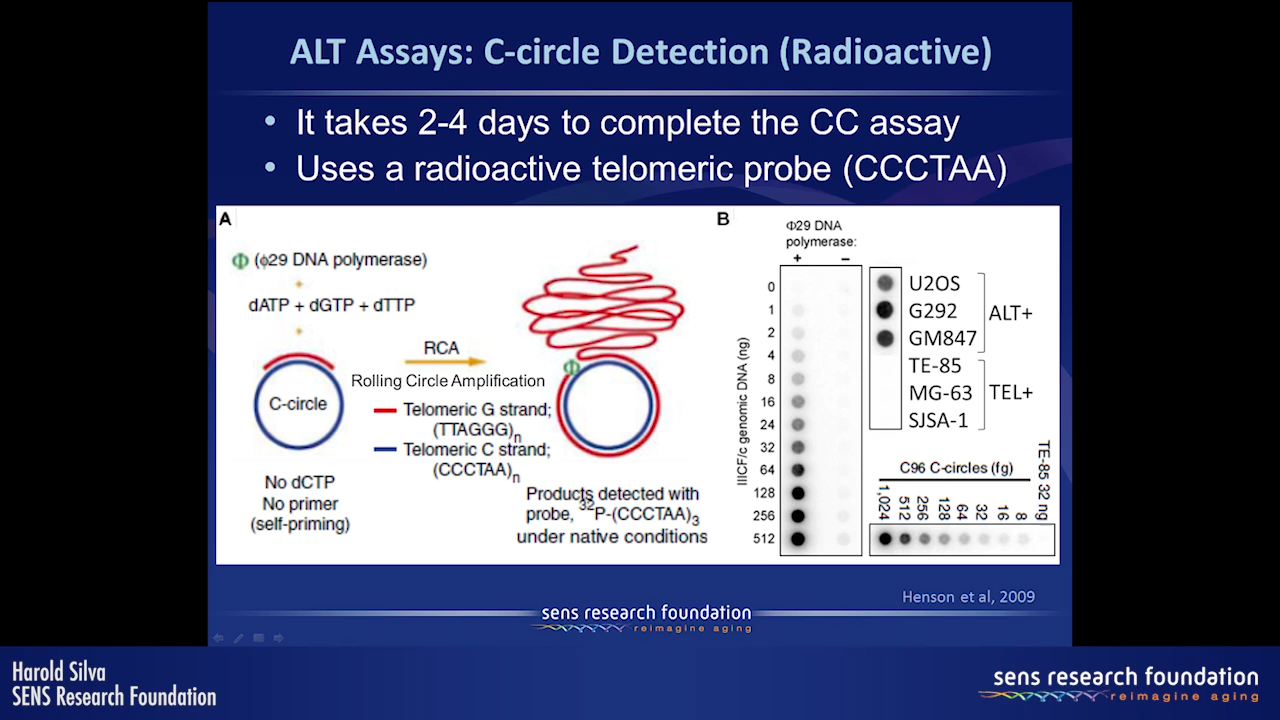 ALT Assays: C-circle Detection (Radioactive)
• It takes 2-4 days to complete the CC assay
• Uses a radioactive telomeric probe (CCCTAA)
A
Φ (ϕ29 DNA polymerase)
+
dATP + dGTP + dTTP
+
C-circle
No dCTP
No primer
(self-priming)
RCA
Rolling Circle Amplification
Telomeric G strand;
(TTAGGG)n
Telomeric C strand;
(CCCTAA)n
Φ
Products detected with
probe, 32P-(CCCTAA)3
under native conditions
B
Φ29 DNA
polymerase:
+ –
IIICF/c genomic DNA (ng)
0
1
2
4
8
16
24
32
64
128
256
512
U2OS
G292
GM847
ALT+
TE-85
MG-63
SJSA-1
TEL+
C96 C-circles (fg)
1,024
512
256
128
64
32
16
8
TE-85 32 ng
Henson et al, 2009
sens research foundation
reimagine aging
Harold Silva
SENS Research Foundation
sens research foundation
reimagine aging